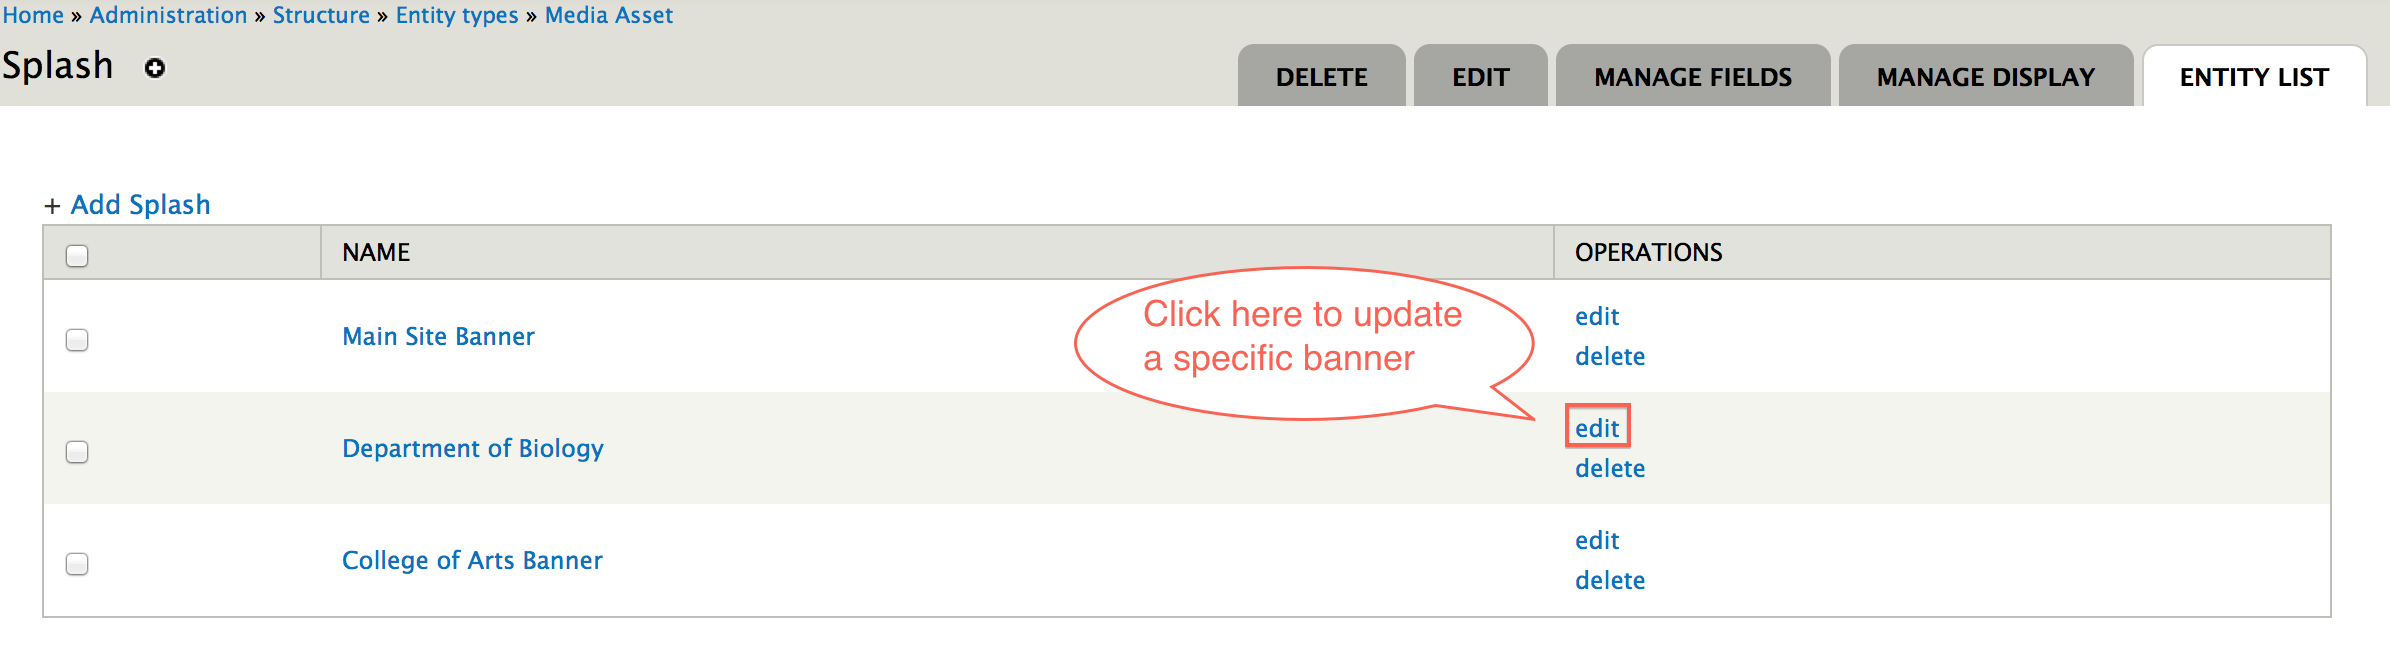 Home » Administration » Structure » Entity types » Media Asset
Splash
DELETE
EDIT
MANAGE FIELDS
MANAGE DISPLAY
ENTITY LIST
+ Add Splash
NAME
OPERATIONS
Main Site Banner
edit
delete
Click here to update
a specific banner
Department of Biology
edit
delete
College of Arts Banner
edit
delete